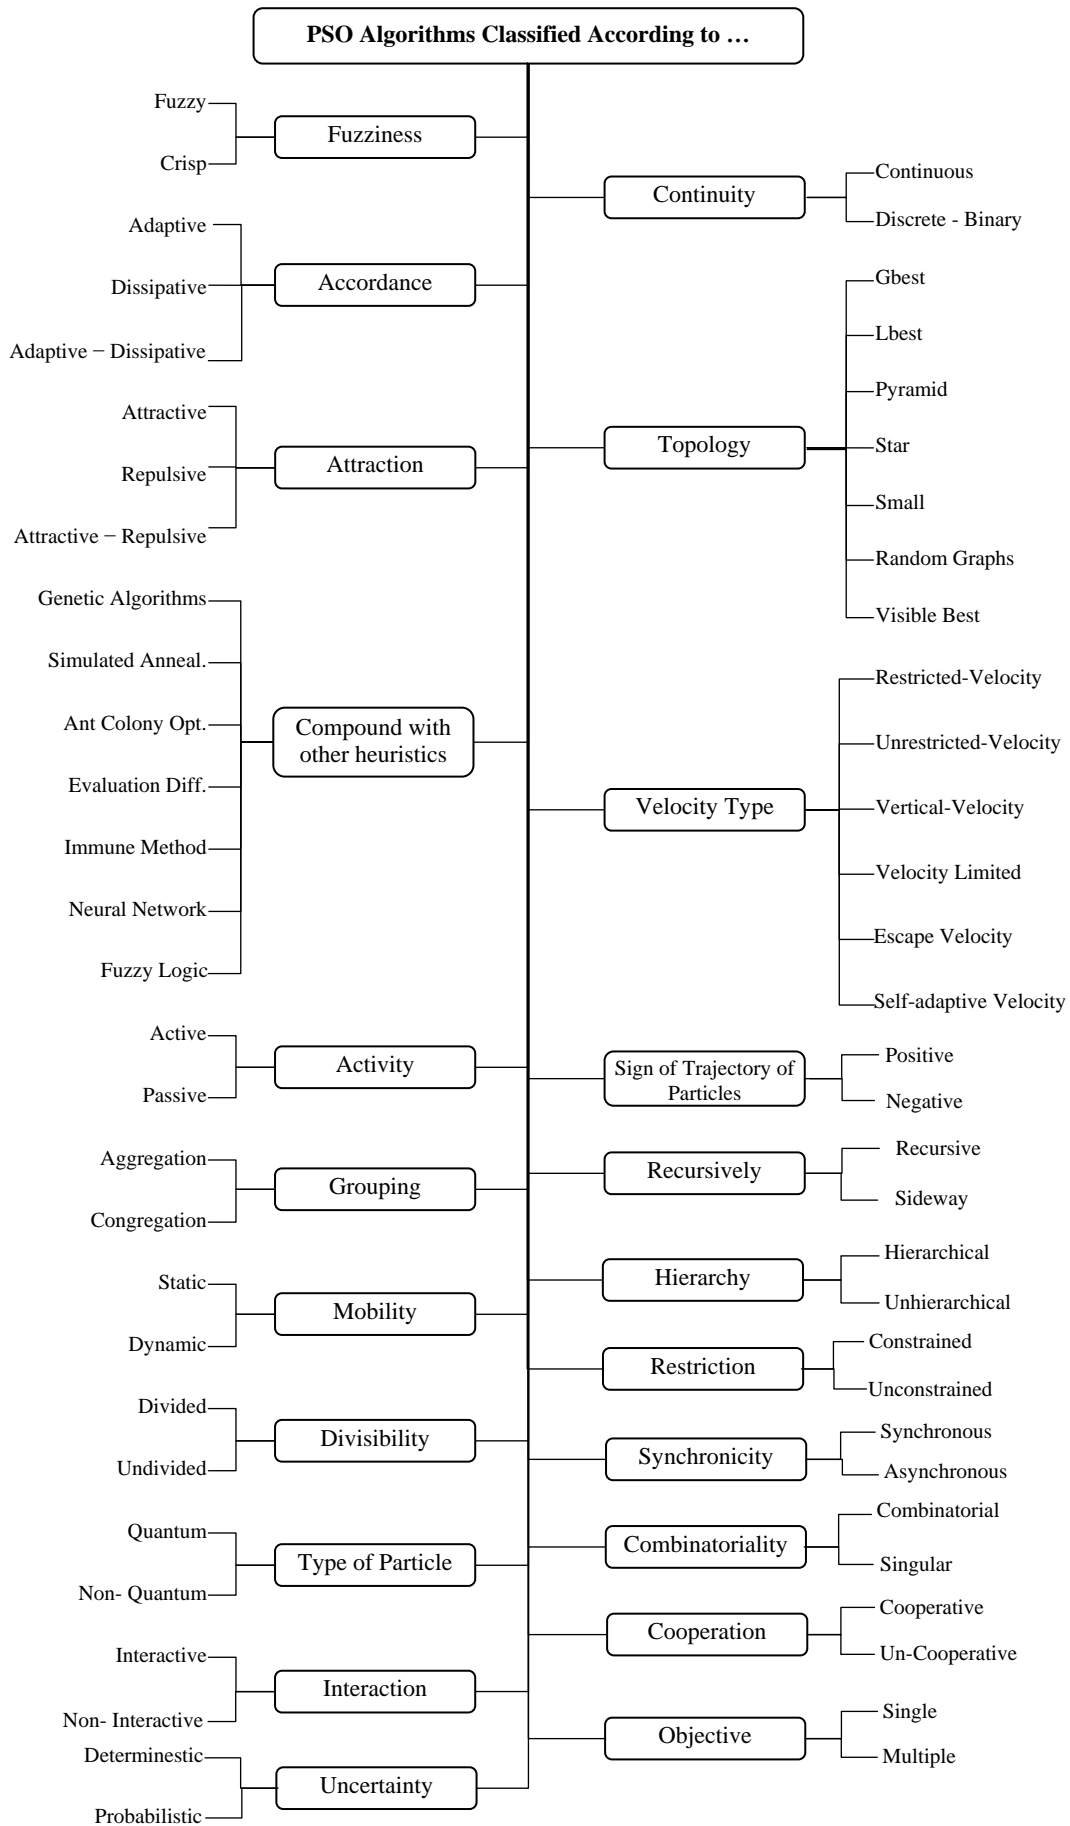 PSO Algorithms Classified According to …
Fuzzy
Crisp
Fuzziness
Adaptive
Dissipative
Adaptive – Dissipative
Accordance
Attractive
Repulsive
Attractive – Repulsive
Attraction
Genetic Algorithms
Simulated Anneal.
Ant Colony Opt.
Evaluation Diff.
Immune Method
Neural Network
Fuzzy Logic
Compound with
other heuristics
Active
Passive
Activity
Aggregation
Congregation
Grouping
Static
Dynamic
Mobility
Divided
Undivided
Divisibility
Quantum
Non- Quantum
Type of Particle
Interactive
Non- Interactive
Interaction
Determinestic
Probabilistic
Uncertainty
Continuity
Continuous
Discrete - Binary
Topology
Gbest
Lbest
Pyramid
Star
Small
Random Graphs
Visible Best
Velocity Type
Restricted-Velocity
Unrestricted-Velocity
Vertical-Velocity
Velocity Limited
Escape Velocity
Self-adaptive Velocity
Sign of Trajectory of
Particles
Positive
Negative
Recursively
Recursive
Sideway
Hierarchy
Hierarchical
Unhierarchical
Restriction
Constrained
Unconstrained
Synchronicity
Synchronous
Asynchronous
Combinatoriality
Combinatorial
Singular
Cooperation
Cooperative
Un-Cooperative
Objective
Single
Multiple